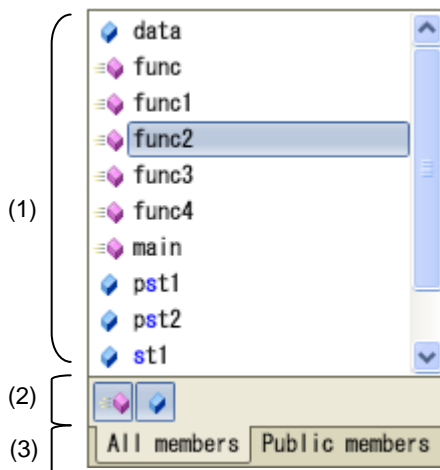 data
func
func1
func2
(1)
func3
func4
main
pst1
pst2
st1
(2)
(3)
All members Public members